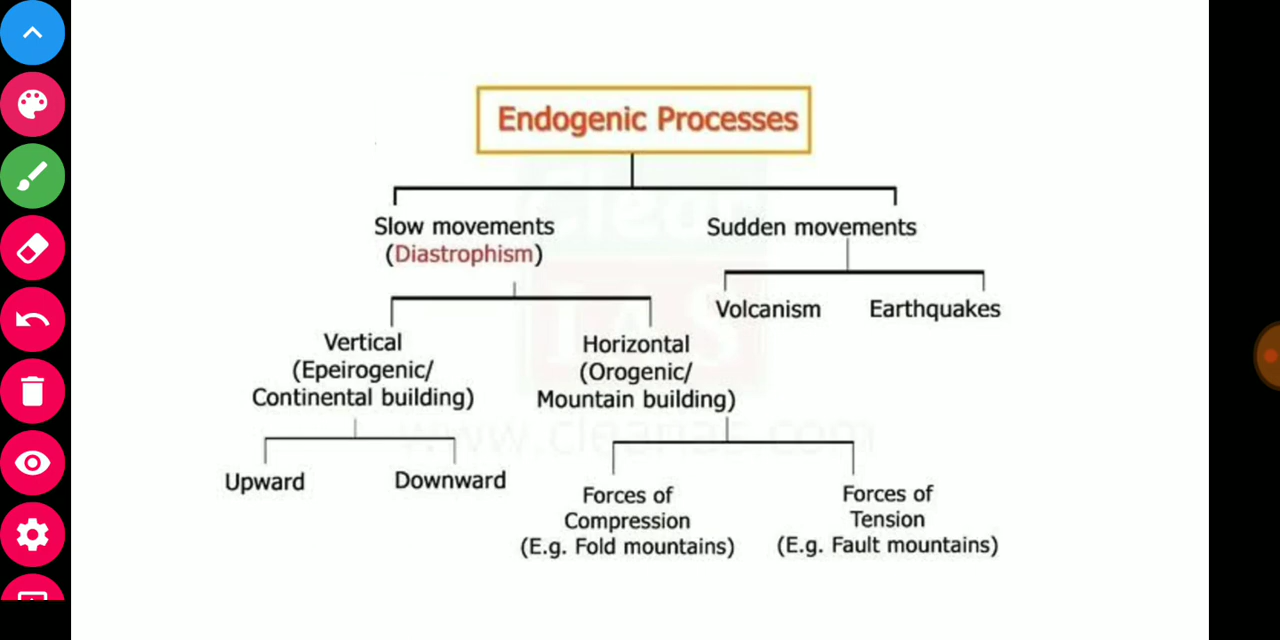 Endogenic Processes
Slow movements
(Diastrophism)
Sudden movements
Volcanism
Earthquakes
Vertical
(Epeirogenic/
Continental building)
Horizontal
(Orogenic/
Mountain building)
Upward
Downward
Forces of
Compression
(E.g. Fold mountains)
Forces of
Tension
(E.g. Fault mountains)